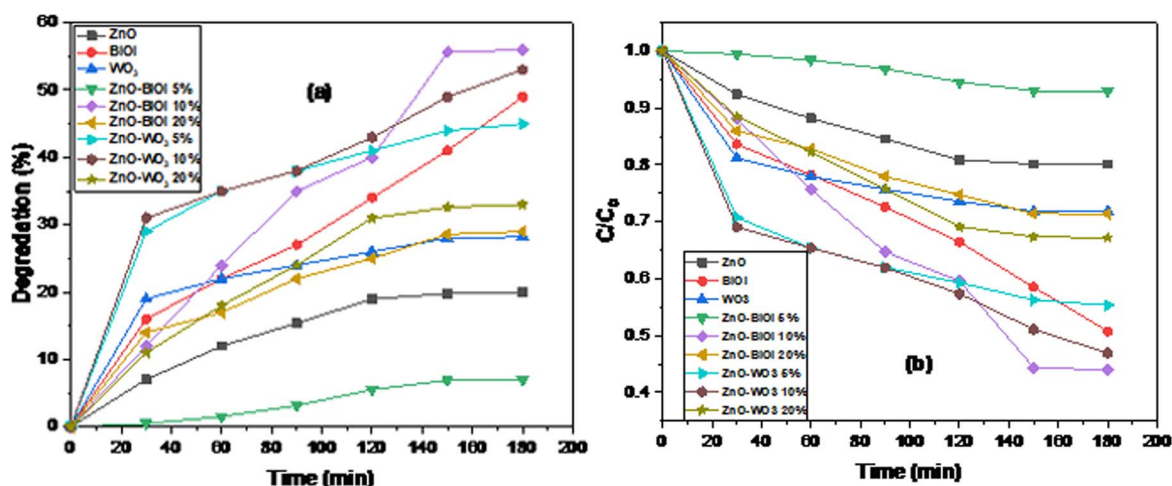 60
50
40
30
20
10
0
Degradation (%)
ZnO
BiOI
WO₃
ZnO-BiOI 5%
ZnO-BiOI 10%
ZnO-BiOI 20%
ZnO-WO₃ 5%
ZnO-WO₃ 10%
ZnO-WO₃ 20%
(a)
0 20 40 60 80 100 120 140 160 180 200
Time (min)
1.0
0.9
0.8
0.7
0.6
0.5
0.4
C/C₀
ZnO
BiOI
WO3
ZnO-BiOI 5%
ZnO-BiOI 10%
ZnO-BiOI 20%
ZnO-WO3 5%
ZnO-WO3 10%
ZnO-WO3 20%
(b)
0 20 40 60 80 100 120 140 160 180 200
Time (min)